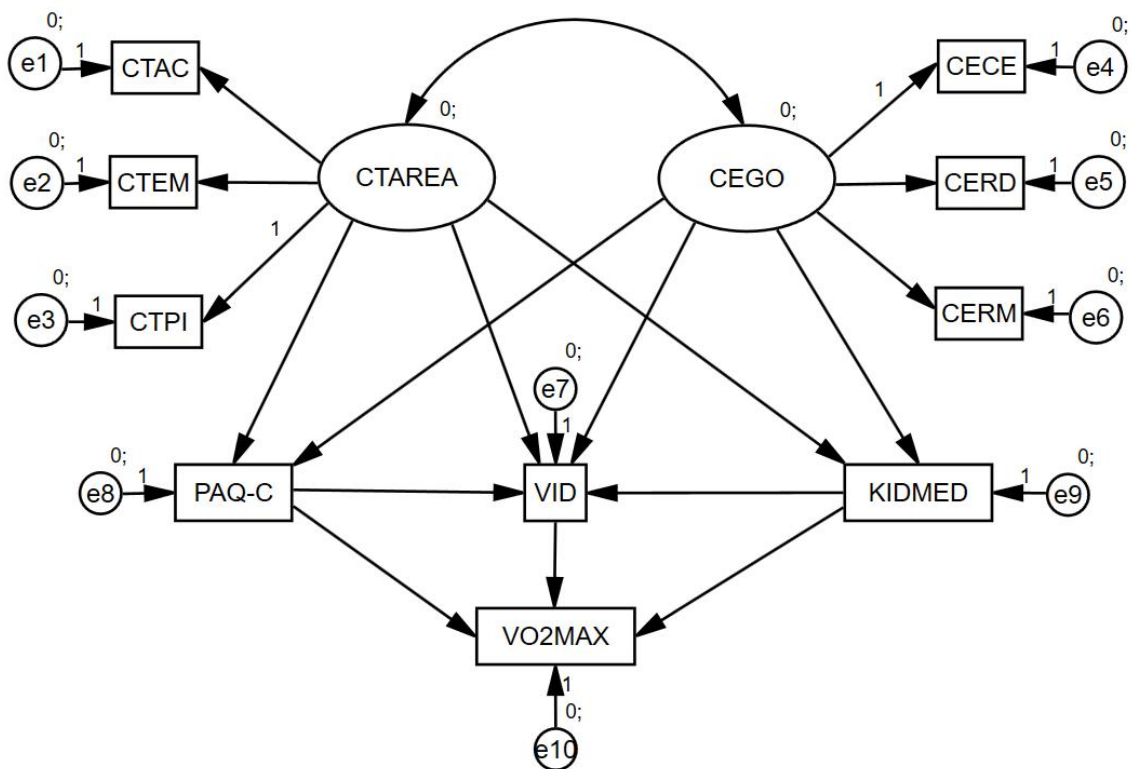 0;
e1
1
CTAC
0;
e2
1
CTEM
0;
e3
1
CTPI
0;
CTAREA
1
0;
CEGO
1
CECE
1
0;
e4
CERD
1
0;
e5
CERM
1
0;
e6
0;
e7
1
0;
e8
1
PAQ-C
VID
KIDMED
1
0;
e9
VO2MAX
1
0;
e10